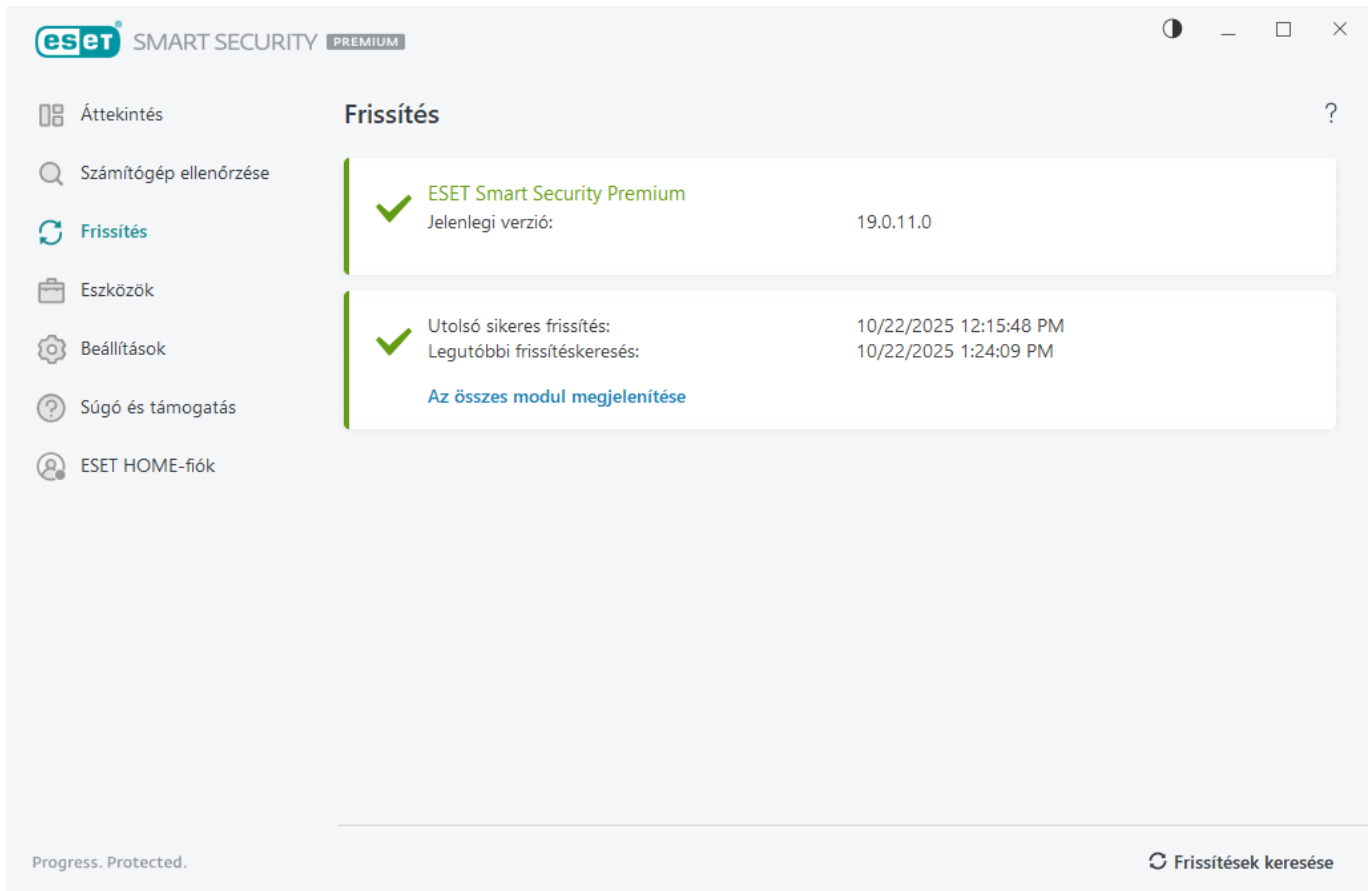 eset® SMART SECURITY PREMIUM
Áttekintés
Számítógép ellenőrzése
Frissítés
Eszközök
Beállítások
Súgó és támogatás
ESET HOME-fiók
Frissítés
?
ESET Smart Security Premium
Jelenlegi verzió: 19.0.11.0
Utolsó sikeres frissítés: 10/22/2025 12:15:48 PM
Legutóbbi frissítéskeresés: 10/22/2025 1:24:09 PM
Az összes modul megjelenítése
Progress. Protected.
Frissítések keresése